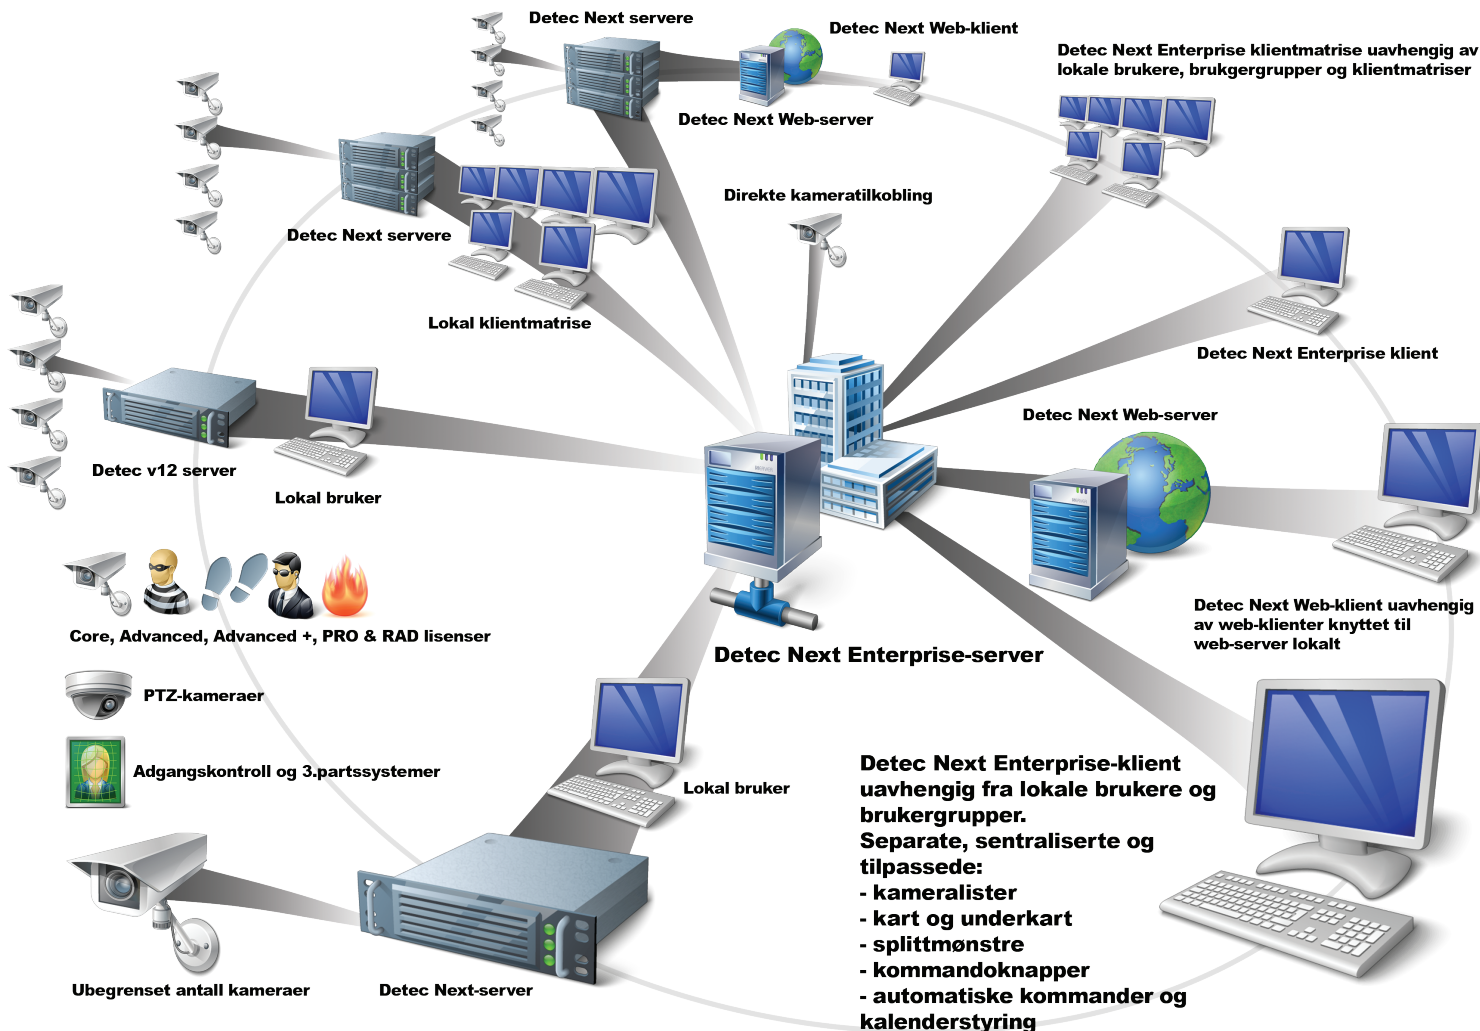 Detec Next servere
Detec Next Web-klient
Detec Next Enterprise klientmatrise uavhengig av
lokale brukere, brukgergrupper og klientmatriser
Detec Next Web-server
Direkte kameratilkobling
Detec Next servere
Lokal klientmatrise
Detec Next Enterprise klient
Detec Next Web-server
Detec v12 server
Lokal bruker
Detec Next Web-klient uavhengig
av web-klienter knyttet til
web-server lokalt
Core, Advanced, Advanced +, PRO & RAD lisenser
Detec Next Enterprise-server
PTZ-kameraer
Adgangskontroll og 3.partssystemer
Lokal bruker
Detec Next Enterprise-klient
uavhengig fra lokale brukere og
brukergrupper.
Separate, sentraliserte og
tilpassede:
- kameralister
- kart og underkart
- splittmønstre
- kommandoknapper
- automatiske kommander og
kalenderstyring
Ubegrenset antall kameraer
Detec Next-server